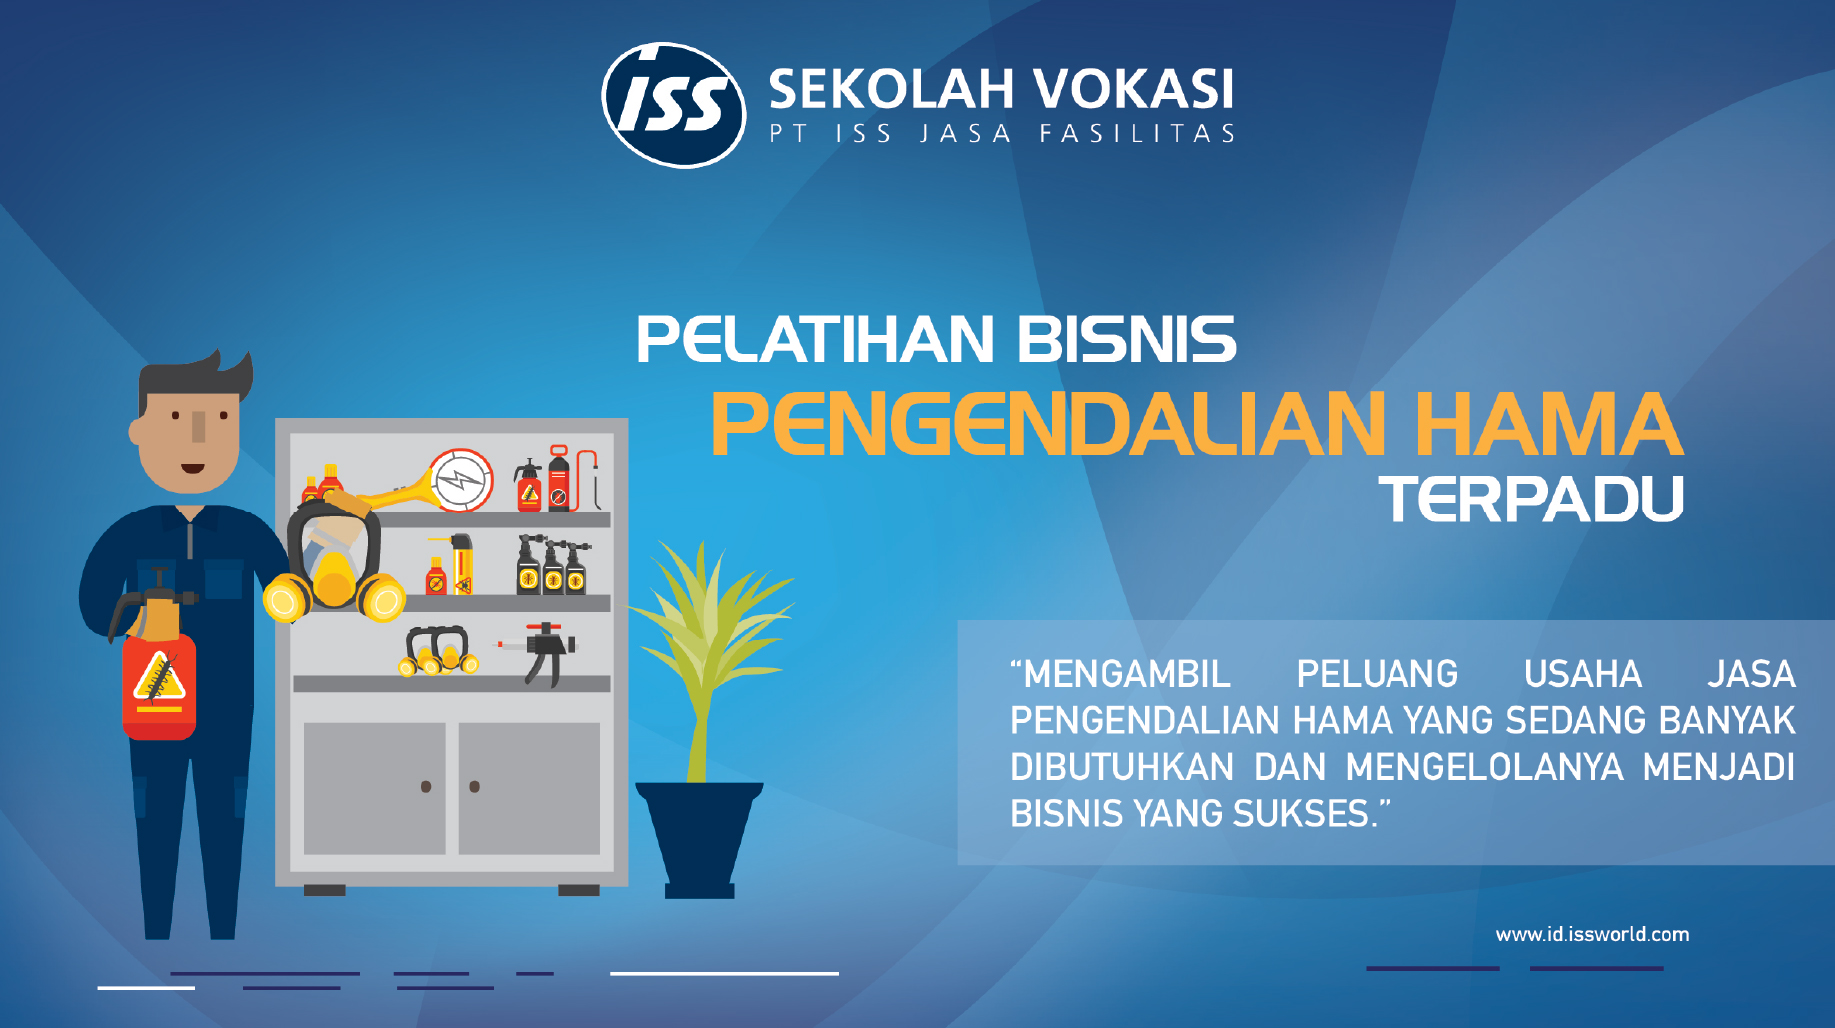 iss
SEKOLAH VOKASI
PT ISS JASA FASILITAS
PELATIHAN BISNIS
PENGENDALIAN HAMA
TERPADU
“MENGAMBIL PELUANG USAHA JASA
PENGENDALIAN HAMA YANG SEDANG BANYAK
DIBUTUHKAN DAN MENGELOLANYA MENJADI
BISNIS YANG SUKSES.”
www.id.issworld.com